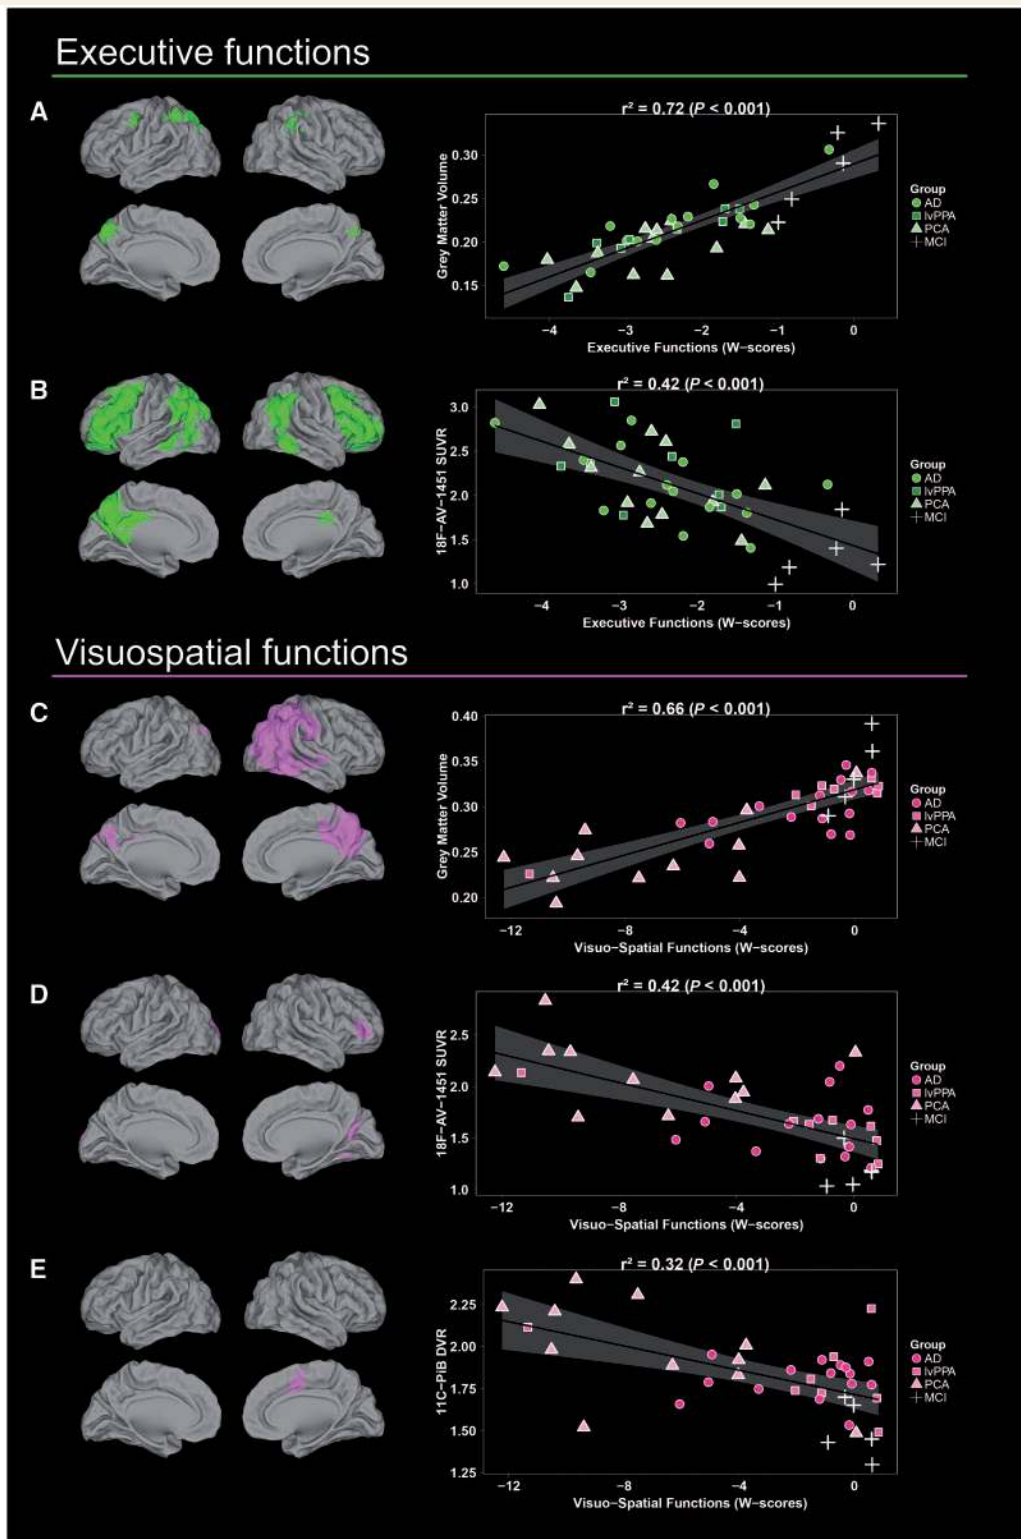 Executive functions
A
r² = 0.72 (P < 0.001)
Grey Matter Volume
0.30
0.25
0.20
0.15
−4 −3 −2 −1 0
Executive Functions (W−scores)
Group
AD
lvPPA
PCA
MCI
B
r² = 0.42 (P < 0.001)
18F−AV−1451 SUVR
3.0
2.5
2.0
1.5
1.0
−4 −3 −2 −1 0
Executive Functions (W−scores)
Group
AD
lvPPA
PCA
MCI
Visuospatial functions
C
r² = 0.66 (P < 0.001)
Grey Matter Volume
0.40
0.35
0.30
0.25
0.20
−12 −8 −4 0
Visuo−Spatial Functions (W−scores)
Group
AD
lvPPA
PCA
MCI
D
r² = 0.42 (P < 0.001)
18F−AV−1451 SUVR
2.5
2.0
1.5
1.0
−12 −8 −4 0
Visuo−Spatial Functions (W−scores)
Group
AD
lvPPA
PCA
MCI
E
r² = 0.32 (P < 0.001)
11C−PiB DVR
2.25
2.00
1.75
1.50
1.25
−12 −8 −4 0
Visuo−Spatial Functions (W−scores)
Group
AD
lvPPA
PCA
MCI